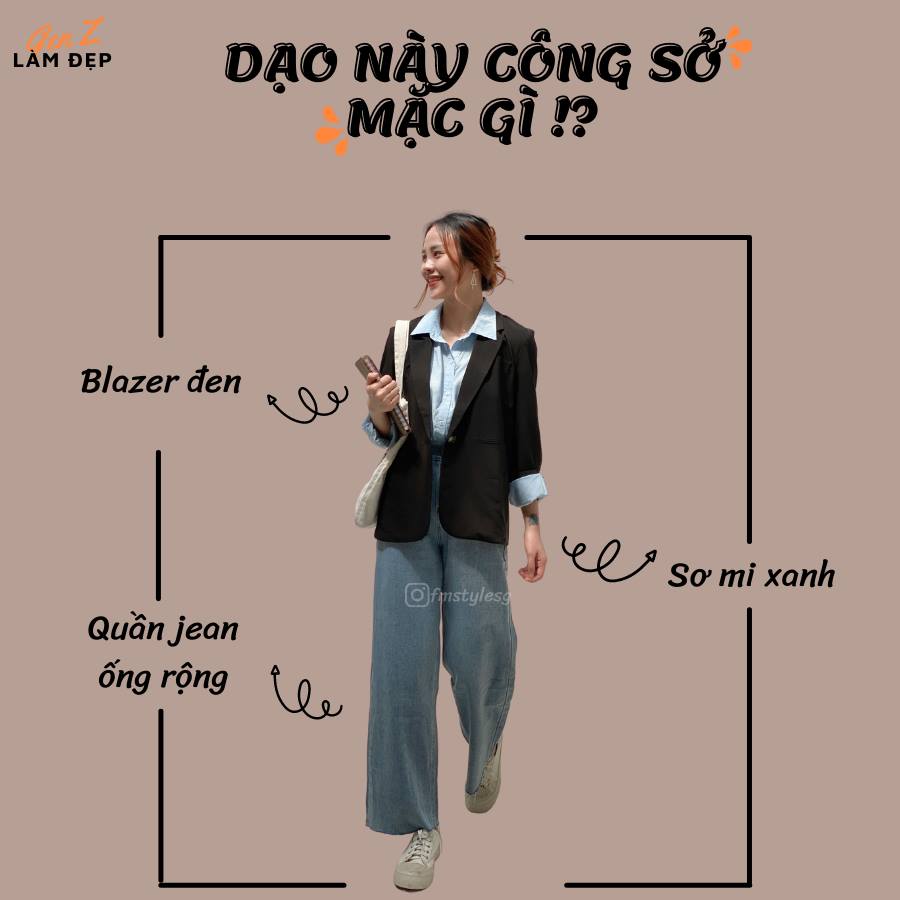 Gen Z
LÀM ĐẸP
DẠO NÀY CÔNG SỞ
MẶC GÌ !?
Blazer đen
Sơ mi xanh
fmstylesg
Quần jean
ống rộng